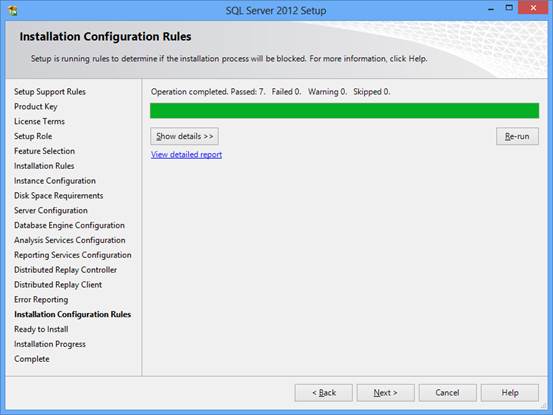 SQL Server 2012 Setup
Installation Configuration Rules
Setup is running rules to determine if the installation process will be blocked. For more information, click Help.
Setup Support Rules
Product Key
License Terms
Setup Role
Feature Selection
Installation Rules
Instance Configuration
Disk Space Requirements
Server Configuration
Database Engine Configuration
Analysis Services Configuration
Reporting Services Configuration
Distributed Replay Controller
Distributed Replay Client
Error Reporting
Installation Configuration Rules
Ready to Install
Installation Progress
Complete
Operation completed. Passed: 7. Failed 0. Warning 0. Skipped 0.
Show details >>
Re-run
View detailed report
< Back
Next >
Cancel
Help